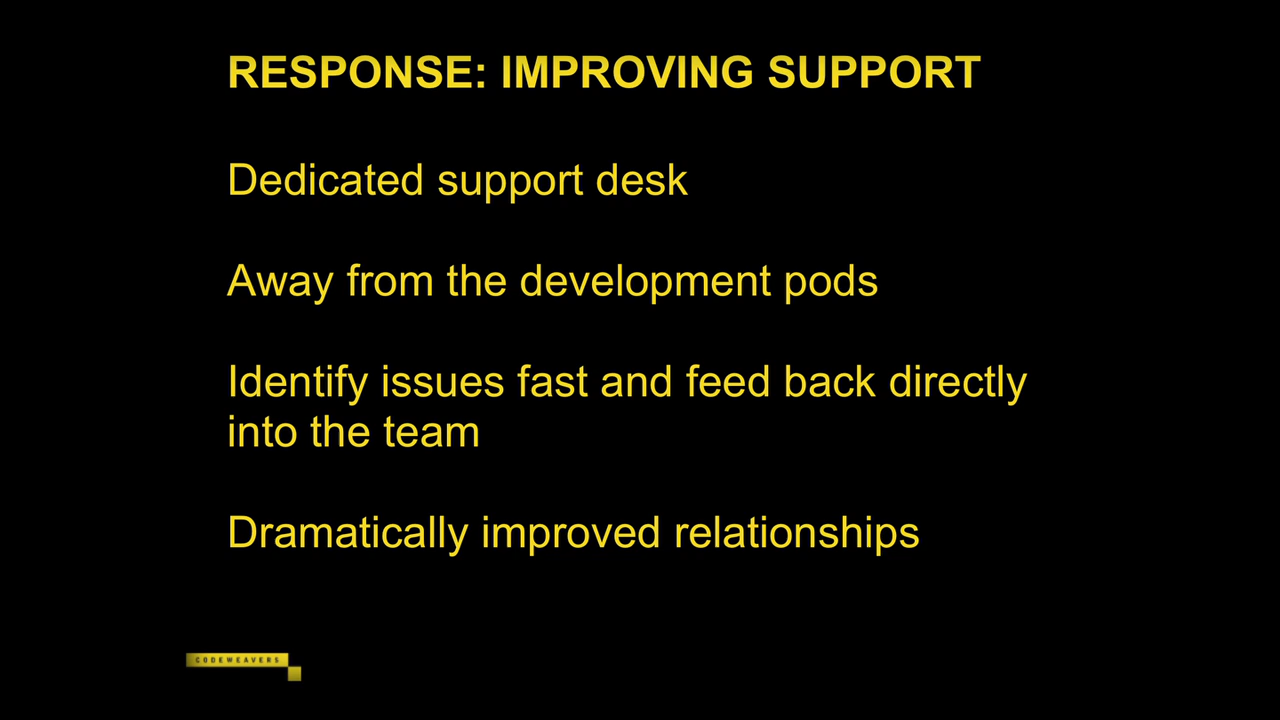 RESPONSE: IMPROVING SUPPORT
Dedicated support desk
Away from the development pods
Identify issues fast and feed back directly
into the team
Dramatically improved relationships
CODEWEAVERS